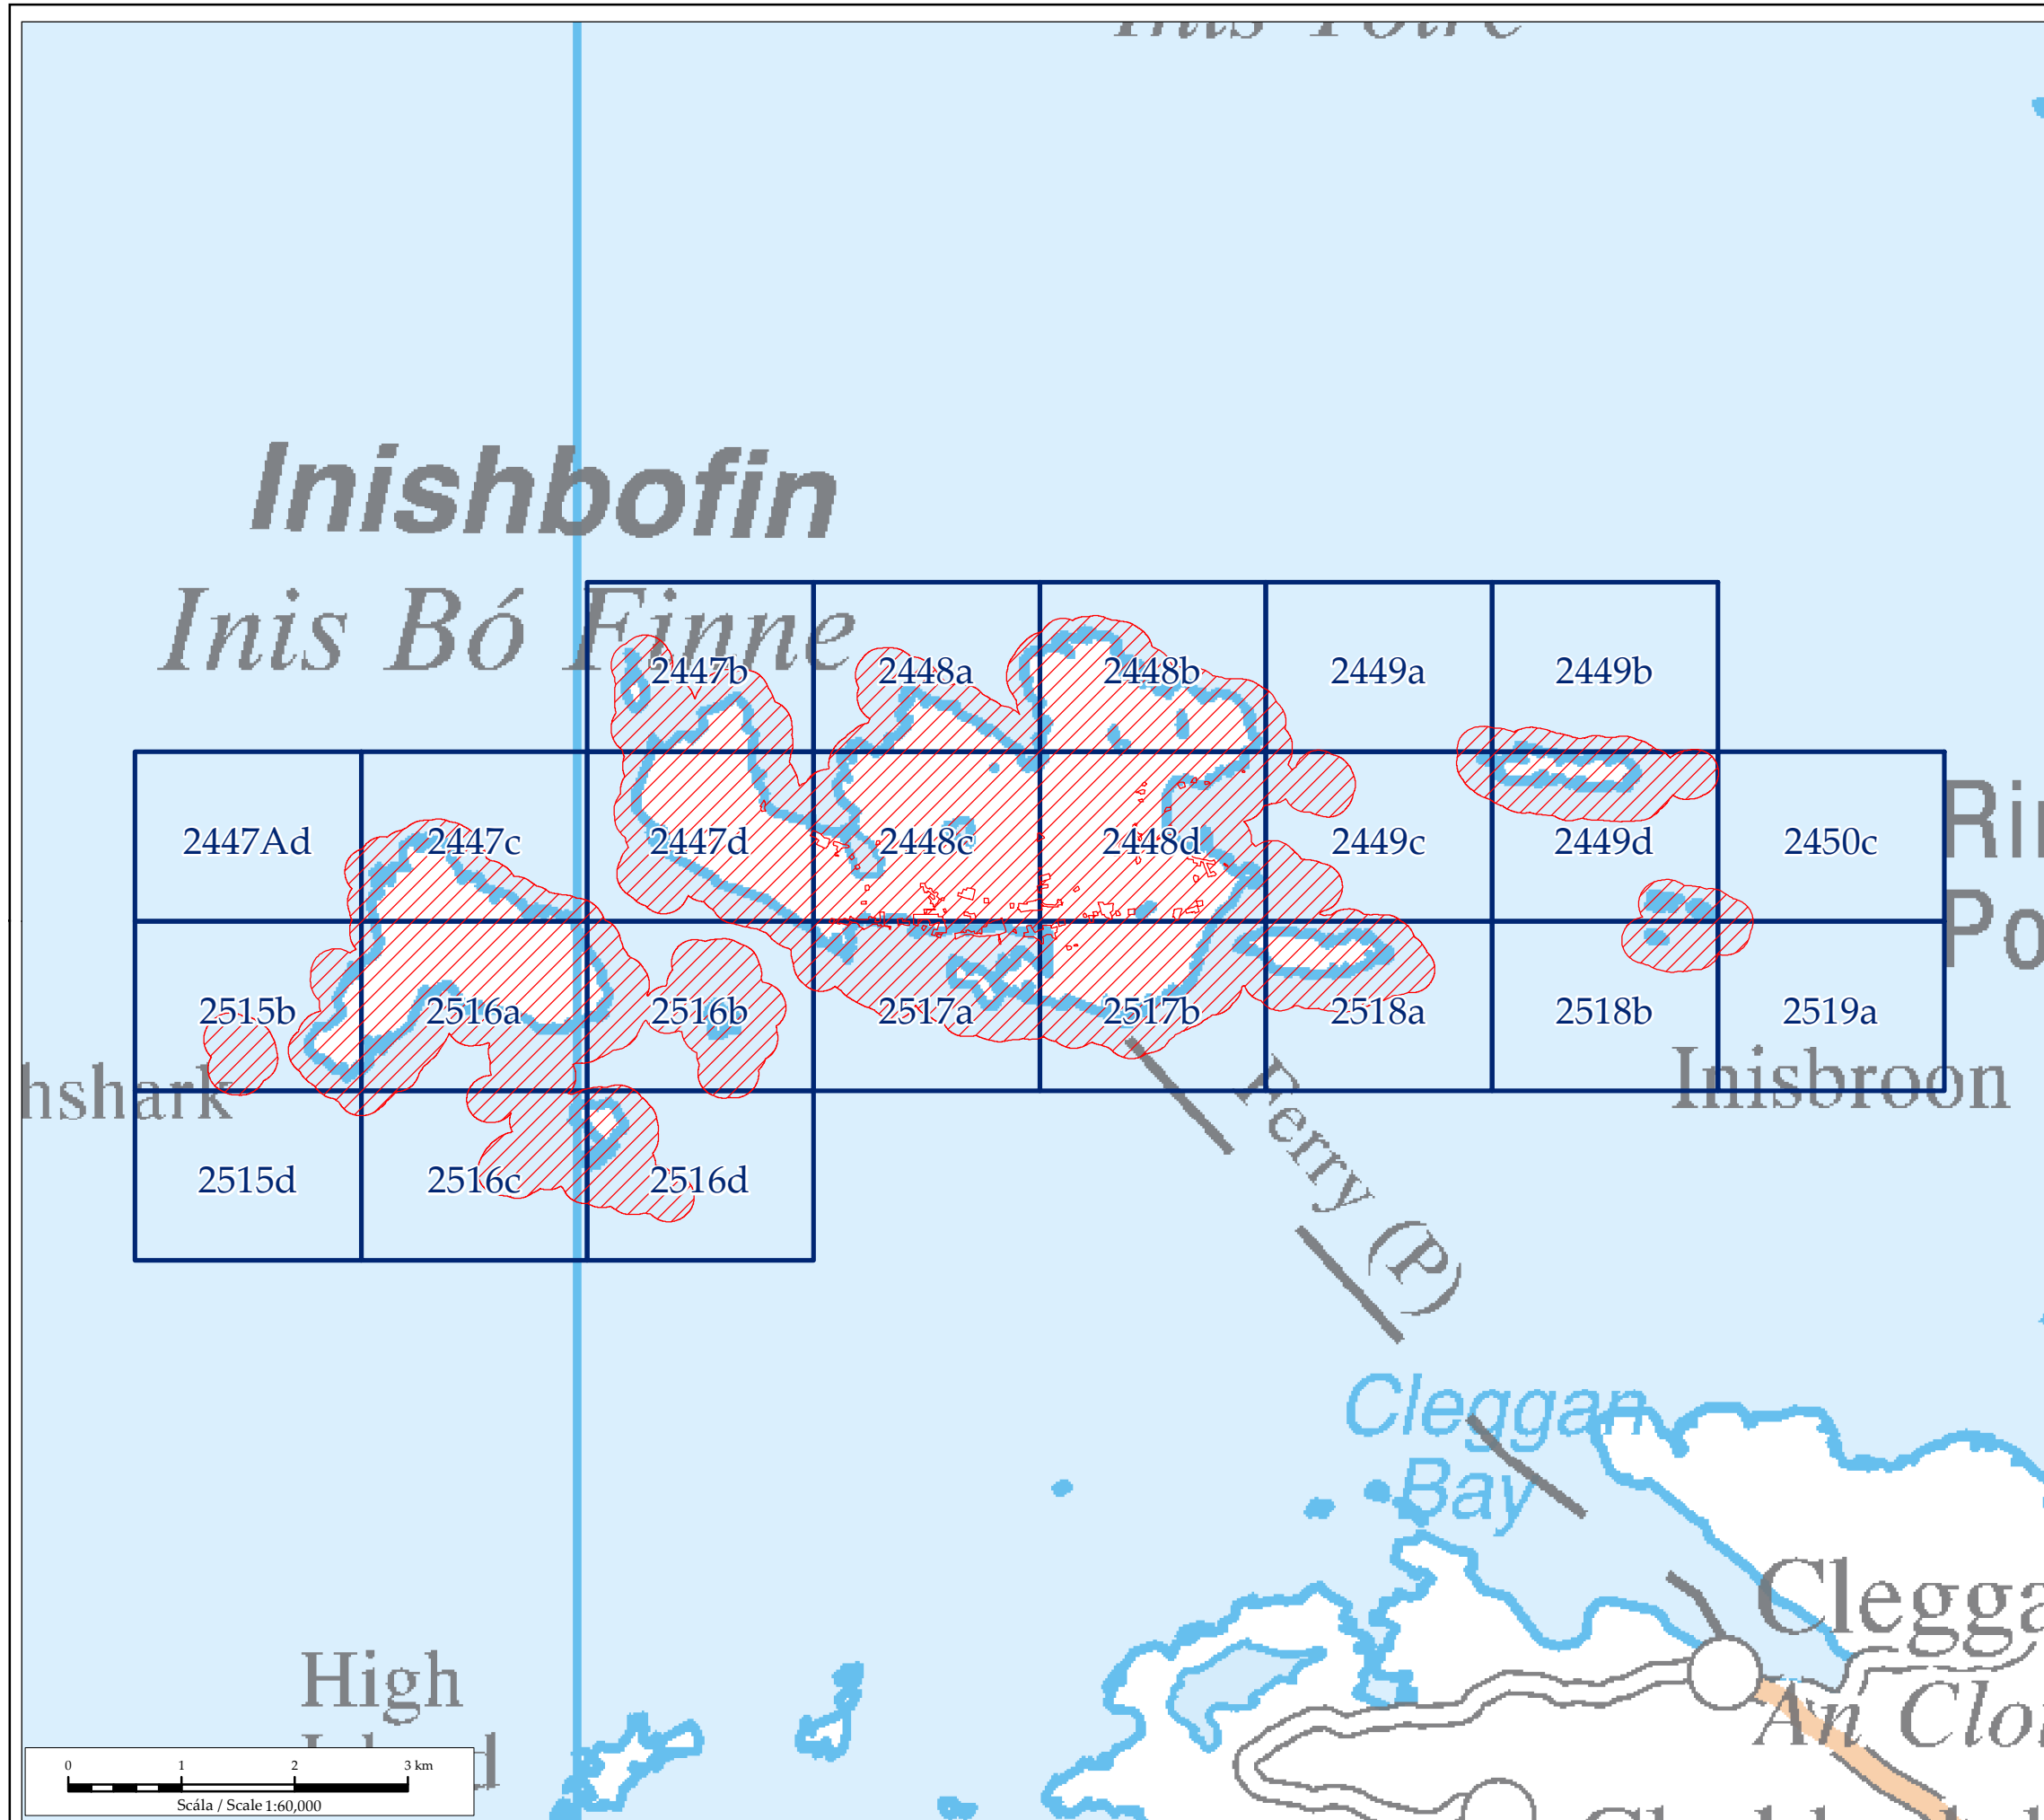 Inishbofin
Inis Bó Finne
2447b 2448a 2448b 2449a 2449b
2447Ad 2447c 2447d 2448c 2448d 2449c 2449d 2450c
2515b 2516a 2516b 2517a 2517b 2518a 2518b 2519a
2515d 2516c 2516d
Inisbroon
Ferry (P)
Cleggan
Bay
High
0 1 2 3 km
Scála / Scale 1:60,000